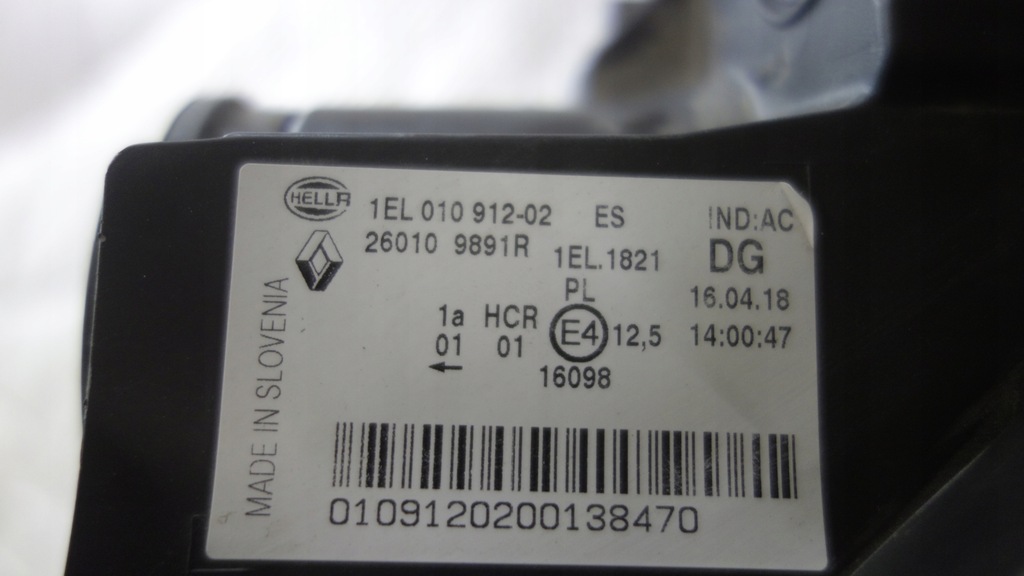 HELLA
1EL 010 912-02 ES IND:AC
26010 9891R 1EL.1821 DG
PL 16.04.18
1a HCR E4 12,5 14:00:47
01 01
16098
MADE IN SLOVENIA
0109120200138470